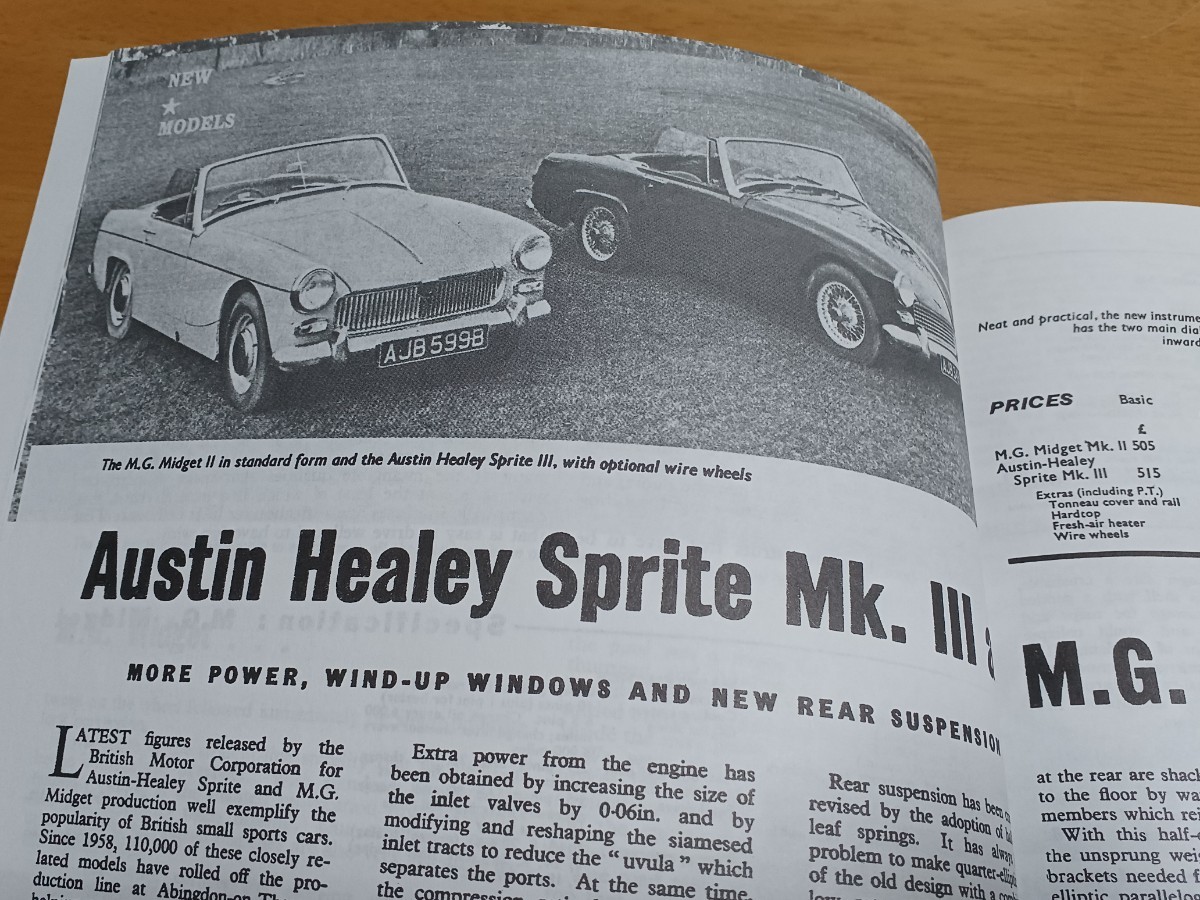 NEW
★
MODELS
AJB 599B
The M.G. Midget II in standard form and the Austin Healey Sprite III, with optional wire wheels
Austin Healey Sprite Mk. III
MORE POWER, WIND-UP WINDOWS AND NEW REAR SUSPENSION
LATEST figures released by the
British Motor Corporation for
Austin-Healey Sprite and M.G.
Midget production well exemplify the
popularity of British small sports cars.
Since 1958, 110,000 of these closely re-
lated models have rolled off the pro-
duction line at
Extra power from the engine has
been obtained by increasing the size of
the inlet valves by 0·06in. and by
modifying and reshaping the siamesed
inlet tracts to reduce the "uvula" which
separates the ports. At the same time,
the compression
Rear suspension has been
revised by the adoption of
leaf springs. It has always
problem to make quarter-elliptic
of the old design with a
Neat and practical, the new instrume
has the two main dia
inward
PRICES Basic
£
M.G. Midget Mk. II 505
Austin-Healey
Sprite Mk. III 515
Extras (including P.T.)
Tonneau cover and rail
Hardtop
Fresh-air heater
Wire wheels
M.G.
at the rear are shac
to the floor by wa
members which rei
With this half-e
the unsprung wei
brackets needed f
elliptic parallelog